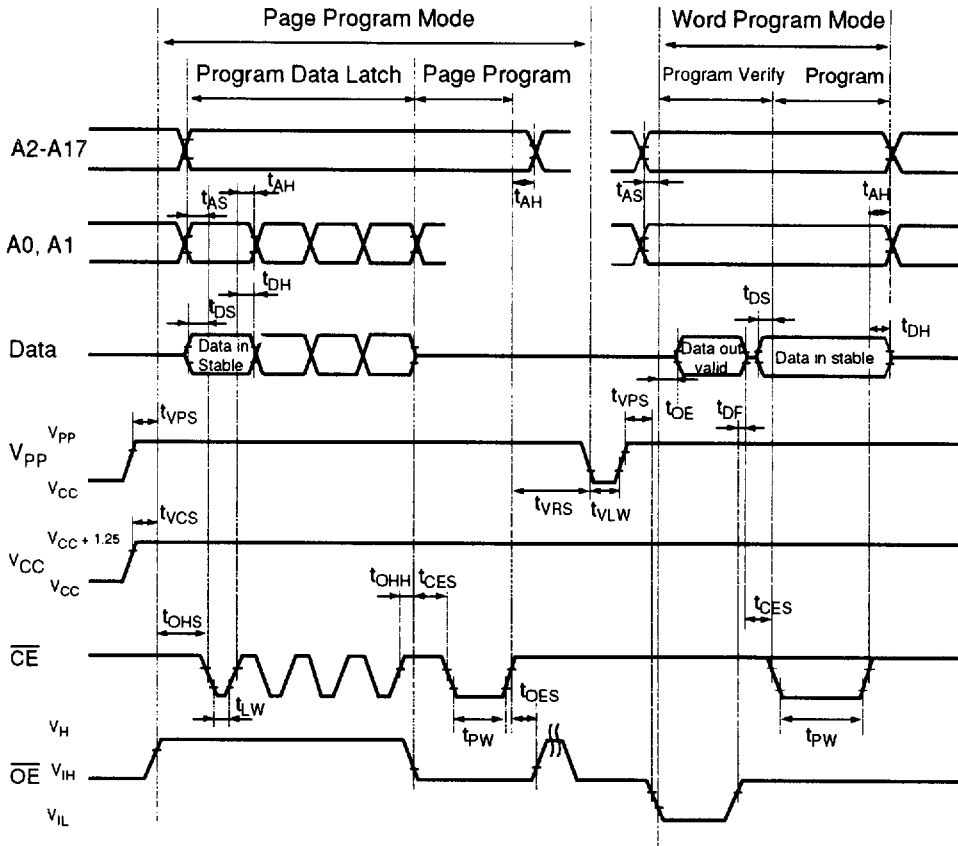 Page Program Mode
Word Program Mode
Program Data Latch
Page Program
Program Verify
Program
A2-A17
tAH
tAS
tAH
tAS
tAH
A0, A1
tDH
tDS
tDS
tDH
Data
Data in
Stable
Data out
valid
Data in stable
tVPS
tVPS
tOE
tDF
VPP
VPP
VCC
tVRS
tVLW
tVCS
VCC + 1.25
VCC
VCC
tOHH
tCES
tCES
tOHS
CE
tLW
tOES
tPW
tPW
VH
OE
VIH
VIL